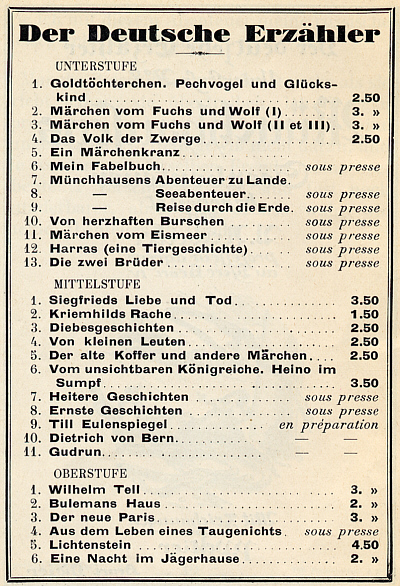 Der Deutsche Erzähler
UNTERSTUFE
1. Goldtöchterchen. Pechvogel und Glücks-
kind 2.50
2. Märchen vom Fuchs und Wolf (I) 3. »
3. Märchen vom Fuchs und Wolf (II et III). 3. »
4. Das Volk der Zwerge 2.50
5. Ein Märchenkranz
6. Mein Fabelbuch sous presse
7. Münchhausens Abenteuer zu Lande.
8. — Seeabenteuer sous presse
9. — Reise durch die Erde. sous presse
10. Von herzhaften Burschen sous presse
11. Märchen vom Eismeer sous presse
12. Harras (eine Tiergeschichte) sous presse
13. Die zwei Brüder sous presse
MITTELSTUFE
1. Siegfrieds Liebe und Tod 3.50
2. Kriemhilds Rache 1.50
3. Diebesgeschichten 2.50
4. Von kleinen Leuten 2.50
5. Der alte Koffer und andere Märchen 2.50
6. Vom unsichtbaren Königreiche. Heino im
Sumpf 3.50
7. Heitere Geschichten sous presse
8. Ernste Geschichten sous presse
9. Till Eulenspiegel en préparation
10. Dietrich von Bern — —
11. Gudrun — —
OBERSTUFE
1. Wilhelm Tell 3. »
2. Bulemans Haus 2. »
3. Der neue Paris 3. »
4. Aus dem Leben eines Taugenichts. sous presse
5. Lichtenstein 4.50
6. Eine Nacht im Jägerhause 2. »